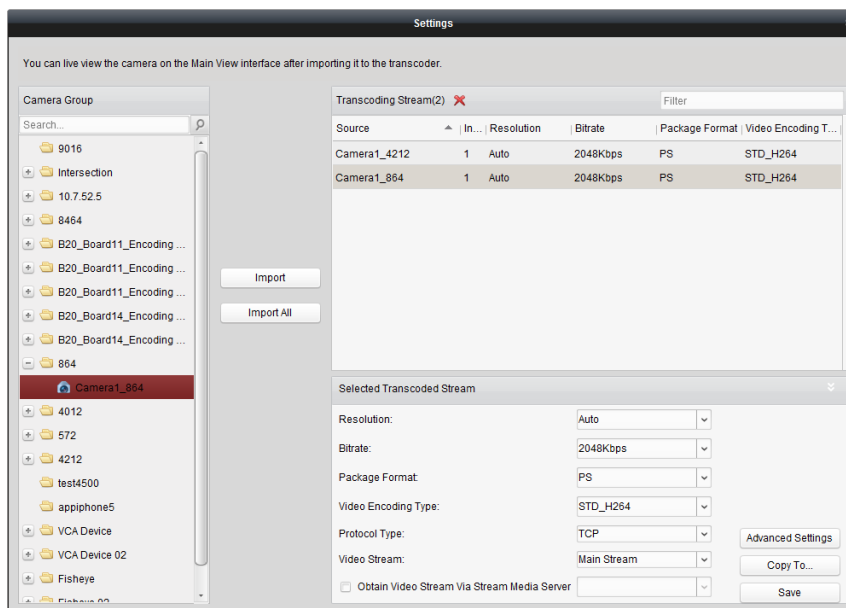 Settings
You can live view the camera on the Main View interface after importing it to the transcoder.
Camera Group
Search...
9016
Intersection
10.7.52.5
8464
B20_Board11_Encoding ...
B20_Board11_Encoding ...
B20_Board11_Encoding ...
B20_Board14_Encoding ...
B20_Board14_Encoding ...
864
Camera1_864
4012
572
4212
test4500
appiphone5
VCA Device
VCA Device 02
Fisheye
Fisheye 02
Import
Import All
Transcoding Stream(2) Filter
Source In... Resolution Bitrate Package Format Video Encoding T...
Camera1_4212 1 Auto 2048Kbps PS STD_H264
Camera1_864 1 Auto 2048Kbps PS STD_H264
Selected Transcoded Stream
Resolution: Auto
Bitrate: 2048Kbps
Package Format: PS
Video Encoding Type: STD_H264
Protocol Type: TCP
Video Stream: Main Stream
Obtain Video Stream Via Stream Media Server
Advanced Settings
Copy To...
Save